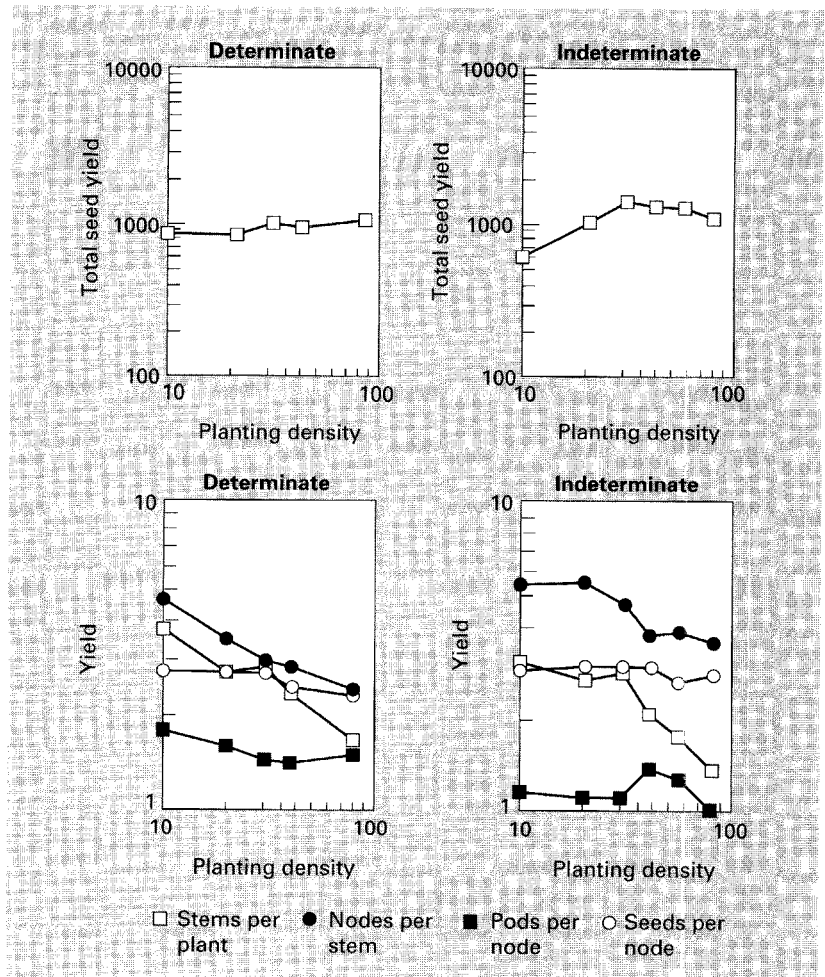 Determinate
10000
1000
100
Total seed yield
10
100
Planting density
Indeterminate
10000
1000
100
Total seed yield
10
100
Planting density
Determinate
10
1
Yield
10
100
Planting density
Indeterminate
10
1
Yield
10
100
Planting density
Stems per
plant
Nodes per
stem
Pods per
node
Seeds per
node